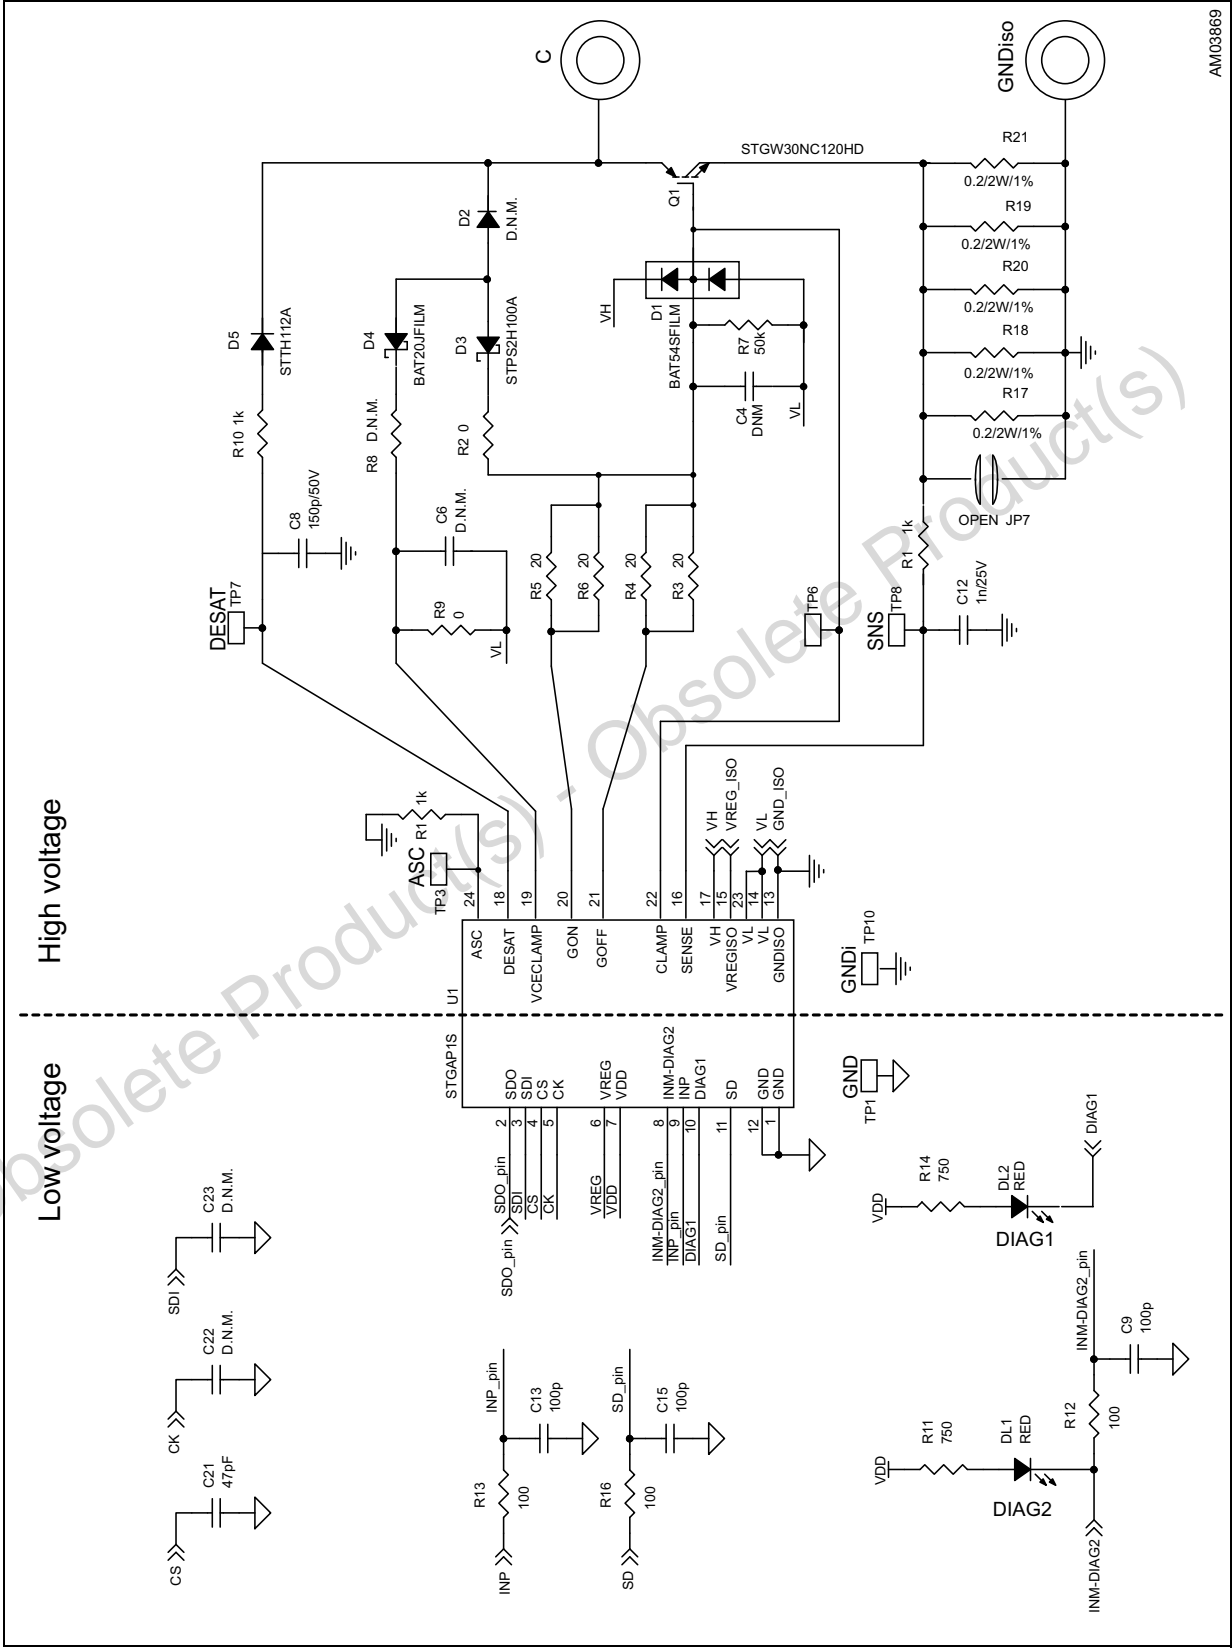 AM03869
C
GNDiso
STGW30NC120HD
Q1
R21
0.2/2W/1%
R19
0.2/2W/1%
R20
0.2/2W/1%
R18
0.2/2W/1%
R17
0.2/2W/1%
OPEN JP7
D2
D.N.M.
D5
STTH112A
D4
BAT20JFILM
D3
STPS2H100A
VH
D1
BAT54SFILM
R7
50k
C4
DNM
VL
R10 1k
R8 D.N.M.
R2 0
C8
150p/50V
C6
D.N.M.
R9
0
VL
R5 20
R6 20
R4 20
R3 20
R1 1k
DESAT
TP7
TP6
SNS
TP8
C12
1n/25V
High voltage
R1 1k
ASC
TP3
24
18
19
20
21
22
16
17
15
23
14
13
VH
VREG_ISO
VL
GND_ISO
ASC
DESAT
VCECLAMP
GON
GOFF
CLAMP
SENSE
VH
VREGISO
VL
VL
GNDISO
U1
STGAP1S
GNDi
TP10
Low voltage
GND
TP1
SDO
SDI
CS
CK
VREG
VDD
INM-DIAG2
INP
DIAG1
SD
GND
GND
2
3
4
5
6
7
8
9
10
11
12
1
SDO_pin
SDI
CS
CK
VREG
VDD
INM-DIAG2_pin
INP_pin
DIAG1
SD_pin
SDO_pin
SDI
C23
D.N.M.
CK
C22
D.N.M.
CS
C21
47pF
INP
R13
100
INP_pin
C13
100p
SD
R16
100
SD_pin
C15
100p
VDD
R14
750
DL2
RED
DIAG1
DIAG1
VDD
R11
750
DL1
RED
DIAG2
INM-DIAG2
R12
100
INM-DIAG2_pin
C9
100p
Obsolete Product(s) - Obsolete Product(s)